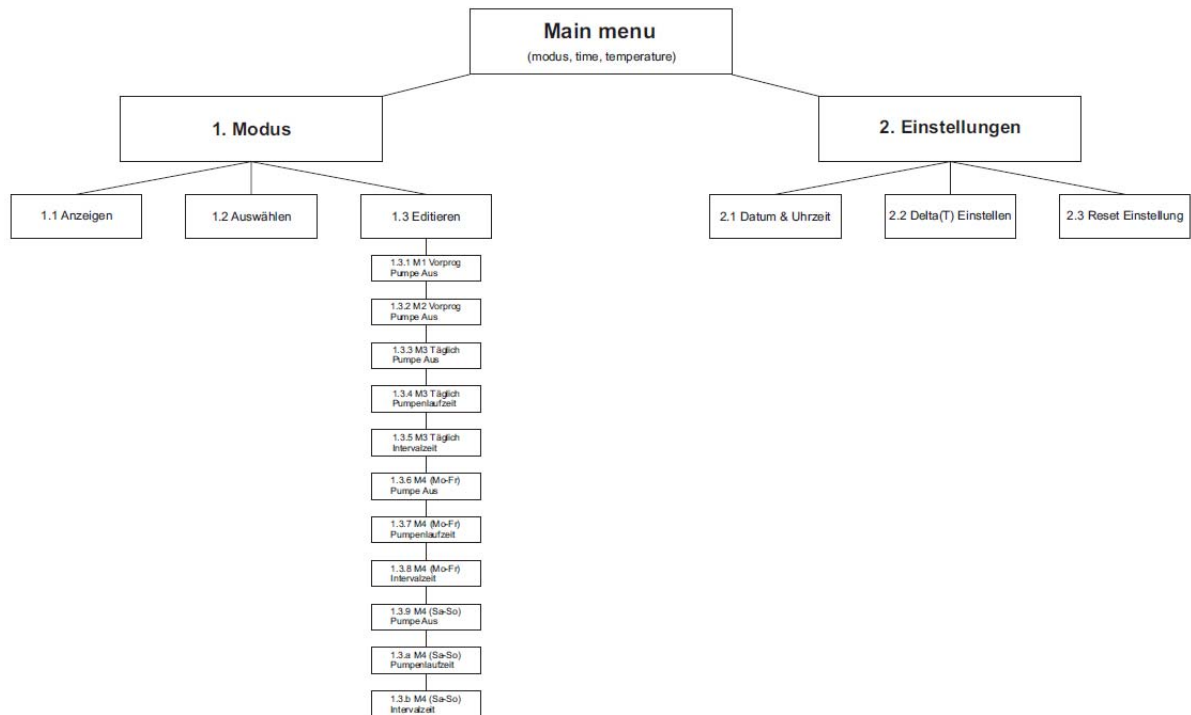 Main menu
(modus, time, temperature)
1. Modus
2. Einstellungen
1.1 Anzeigen
1.2 Auswählen
1.3 Editieren
2.1 Datum & Uhrzeit
2.2 Delta(T) Einstellen
2.3 Reset Einstellung
1.3.1 M1 Vorprog
Pumpe Aus
1.3.2 M2 Vorprog
Pumpe Aus
1.3.3 M3 Täglich
Pumpe Aus
1.3.4 M3 Täglich
Pumpenlaufzeit
1.3.5 M3 Täglich
Intervalzeit
1.3.6 M4 (Mo-Fr)
Pumpe Aus
1.3.7 M4 (Mo-Fr)
Pumpenlaufzeit
1.3.8 M4 (Mo-Fr)
Intervalzeit
1.3.9 M4 (Sa-So)
Pumpe Aus
1.3.a M4 (Sa-So)
Pumpenlaufzeit
1.3.b M4 (Sa-So)
Intervalzeit